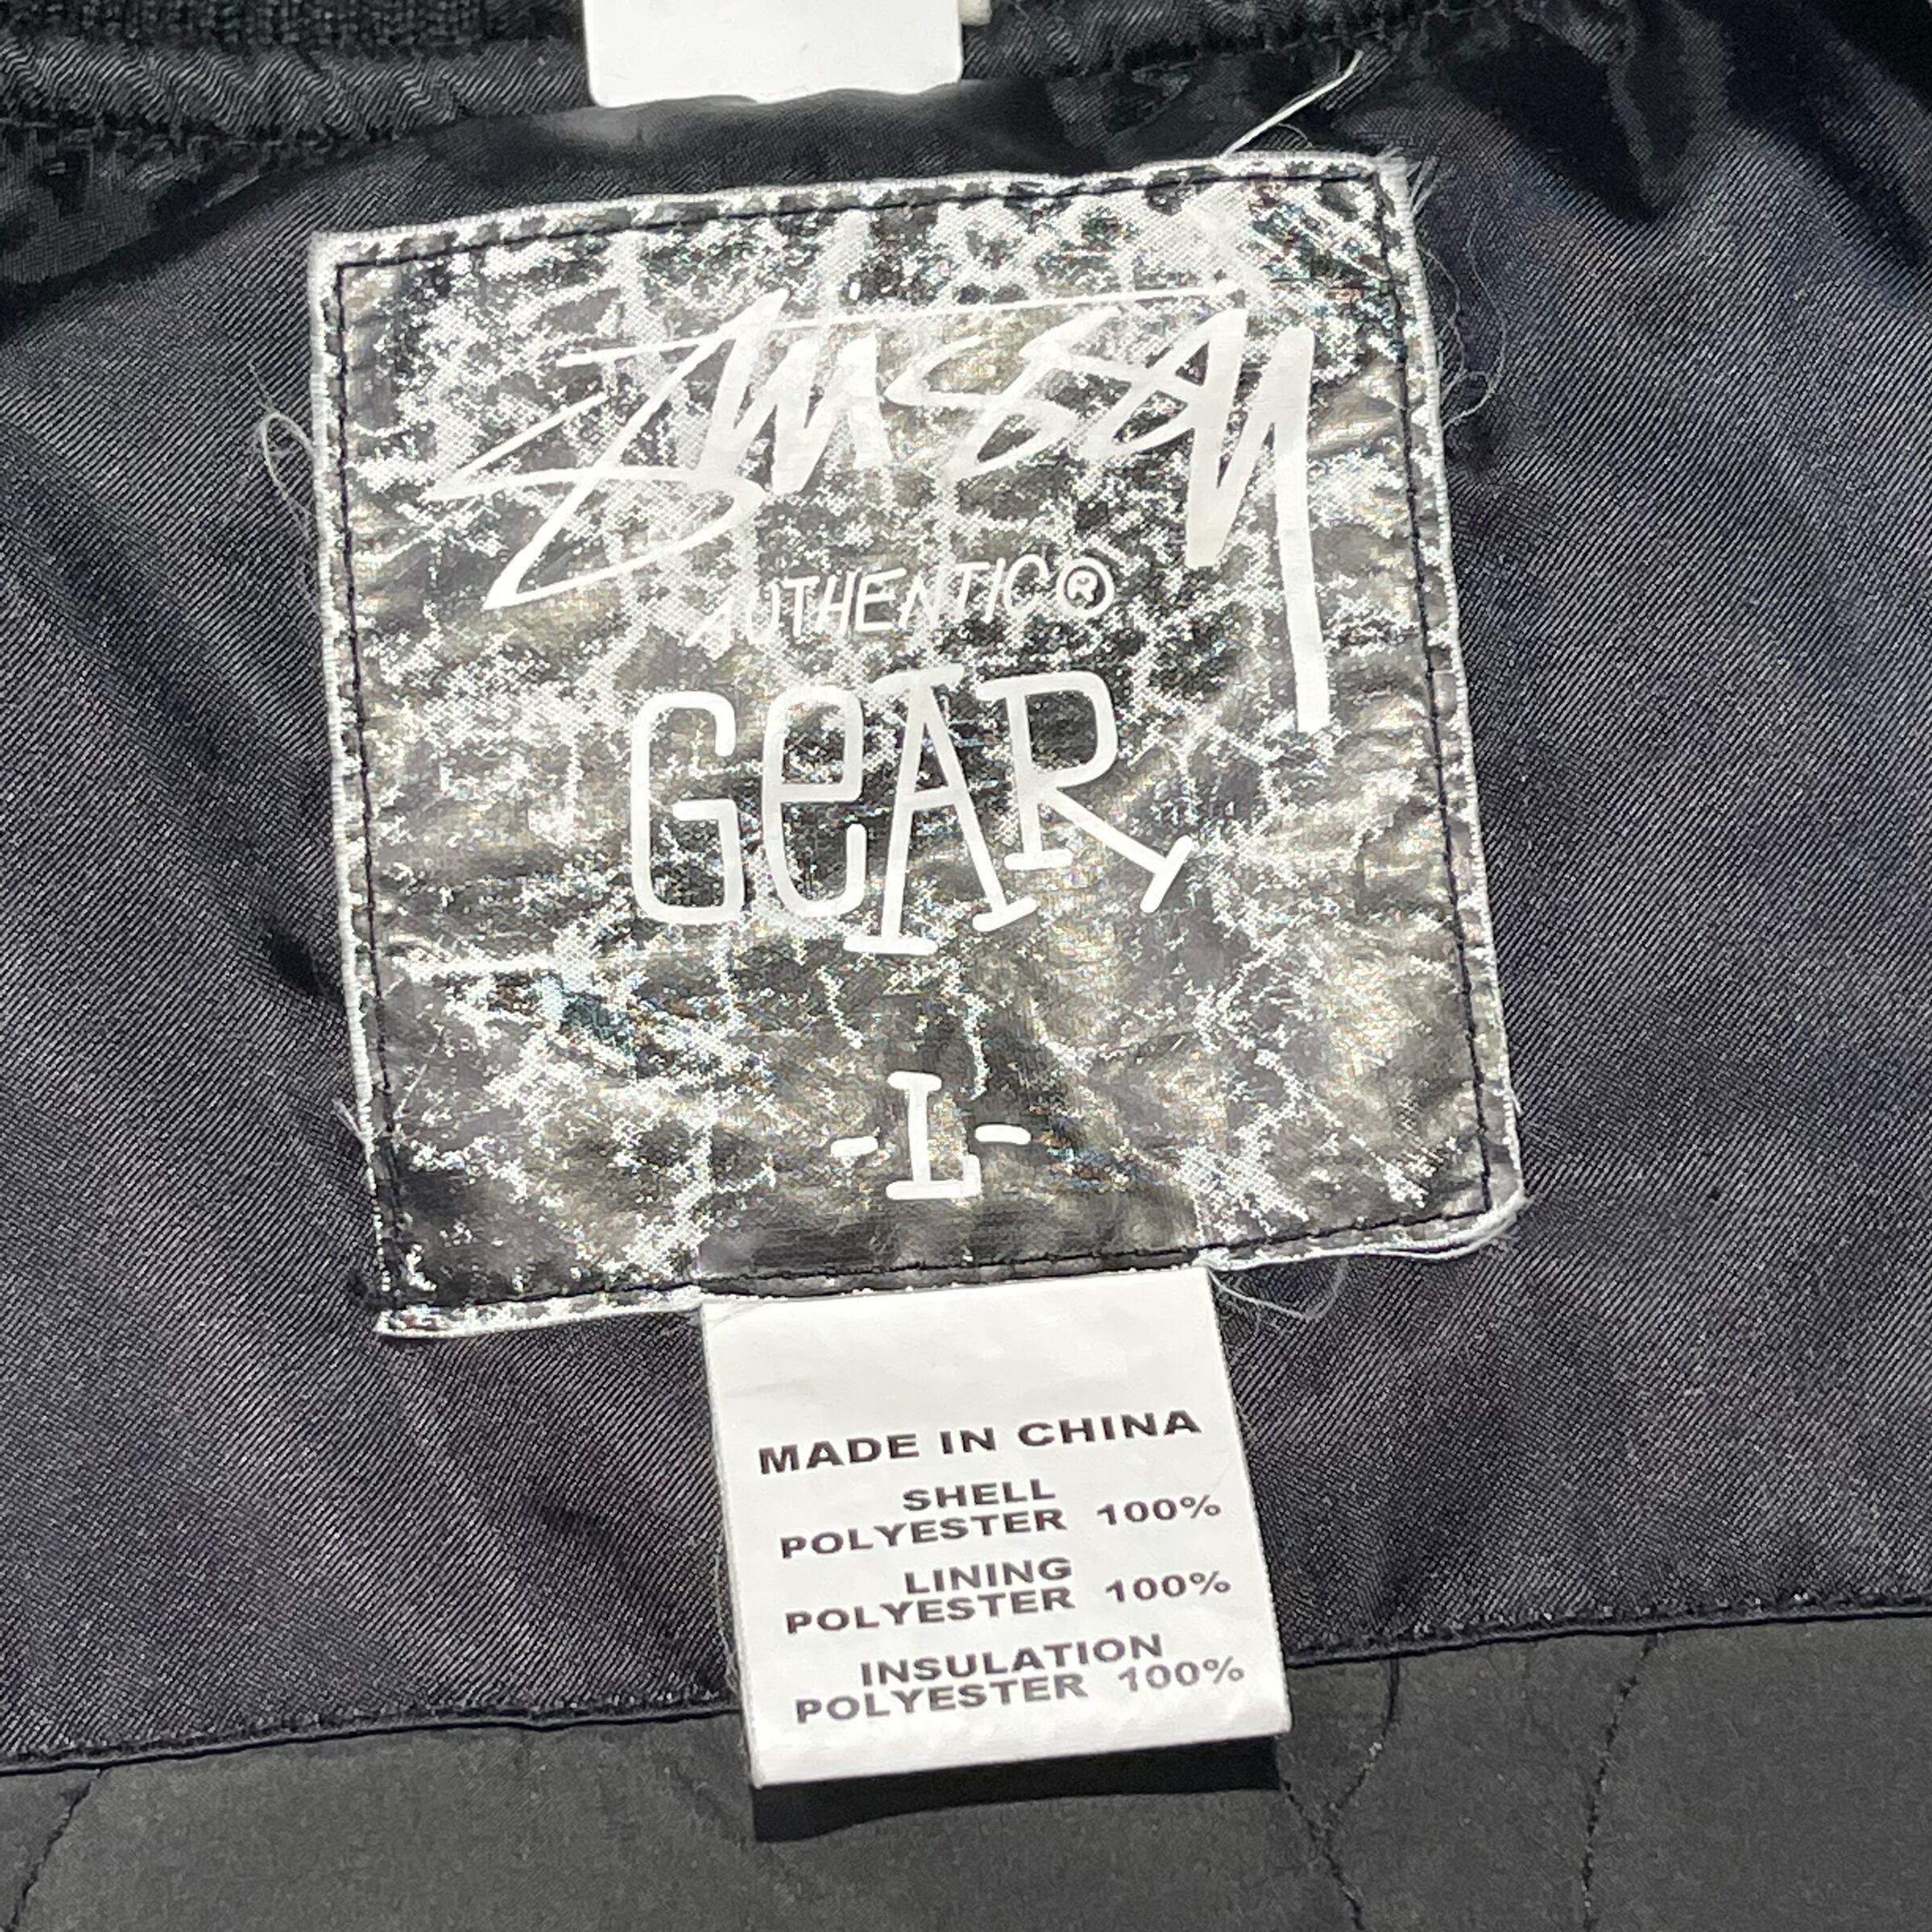 Stussy
AUTHENTIC®
GeAR
-L-
MADE IN CHINA
SHELL
POLYESTER 100%
LINING
POLYESTER 100%
INSULATION
POLYESTER 100%